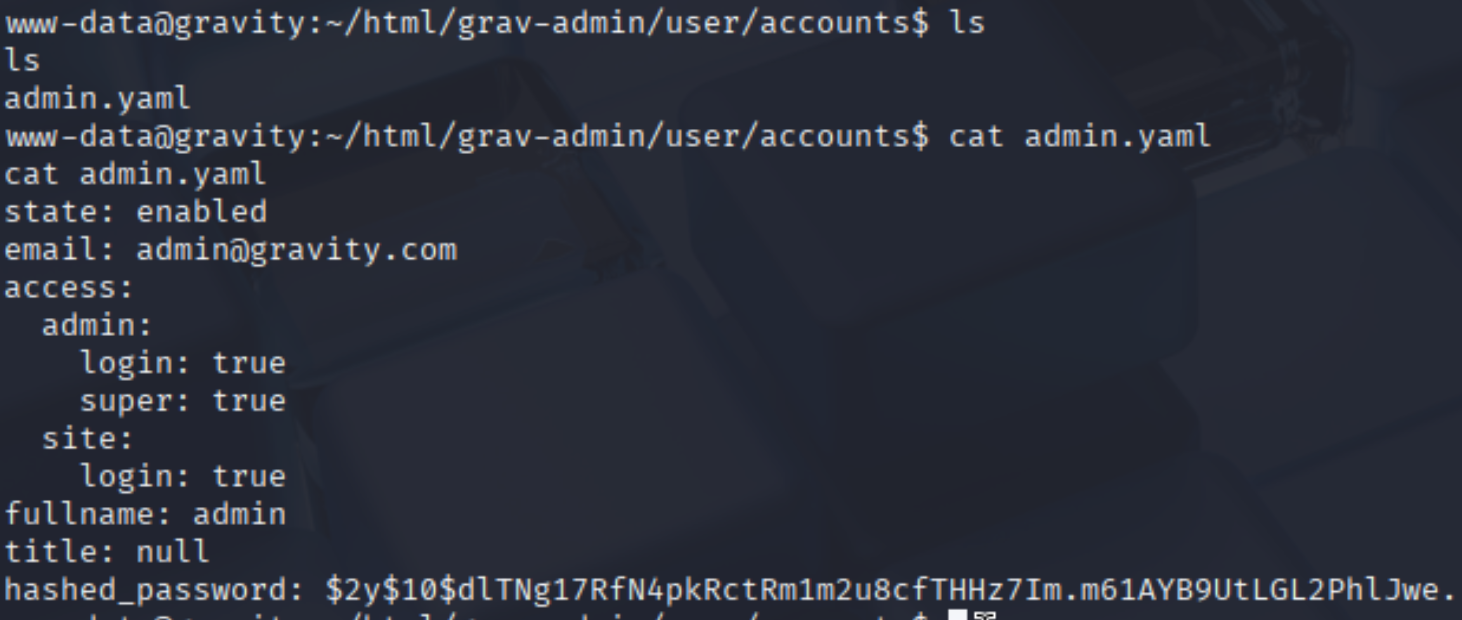 www-data@gravity:~/html/grav-admin/user/accounts$ ls
ls
admin.yaml
www-data@gravity:~/html/grav-admin/user/accounts$ cat admin.yaml
cat admin.yaml
state: enabled
email: admin@gravity.com
access:
  admin:
    login: true
    super: true
  site:
    login: true
fullname: admin
title: null
hashed_password: $2y$10$dlTNg17RfN4pkRctRm1m2u8cfTHHz7Im.m61AYB9UtLGL2PhlJwe.